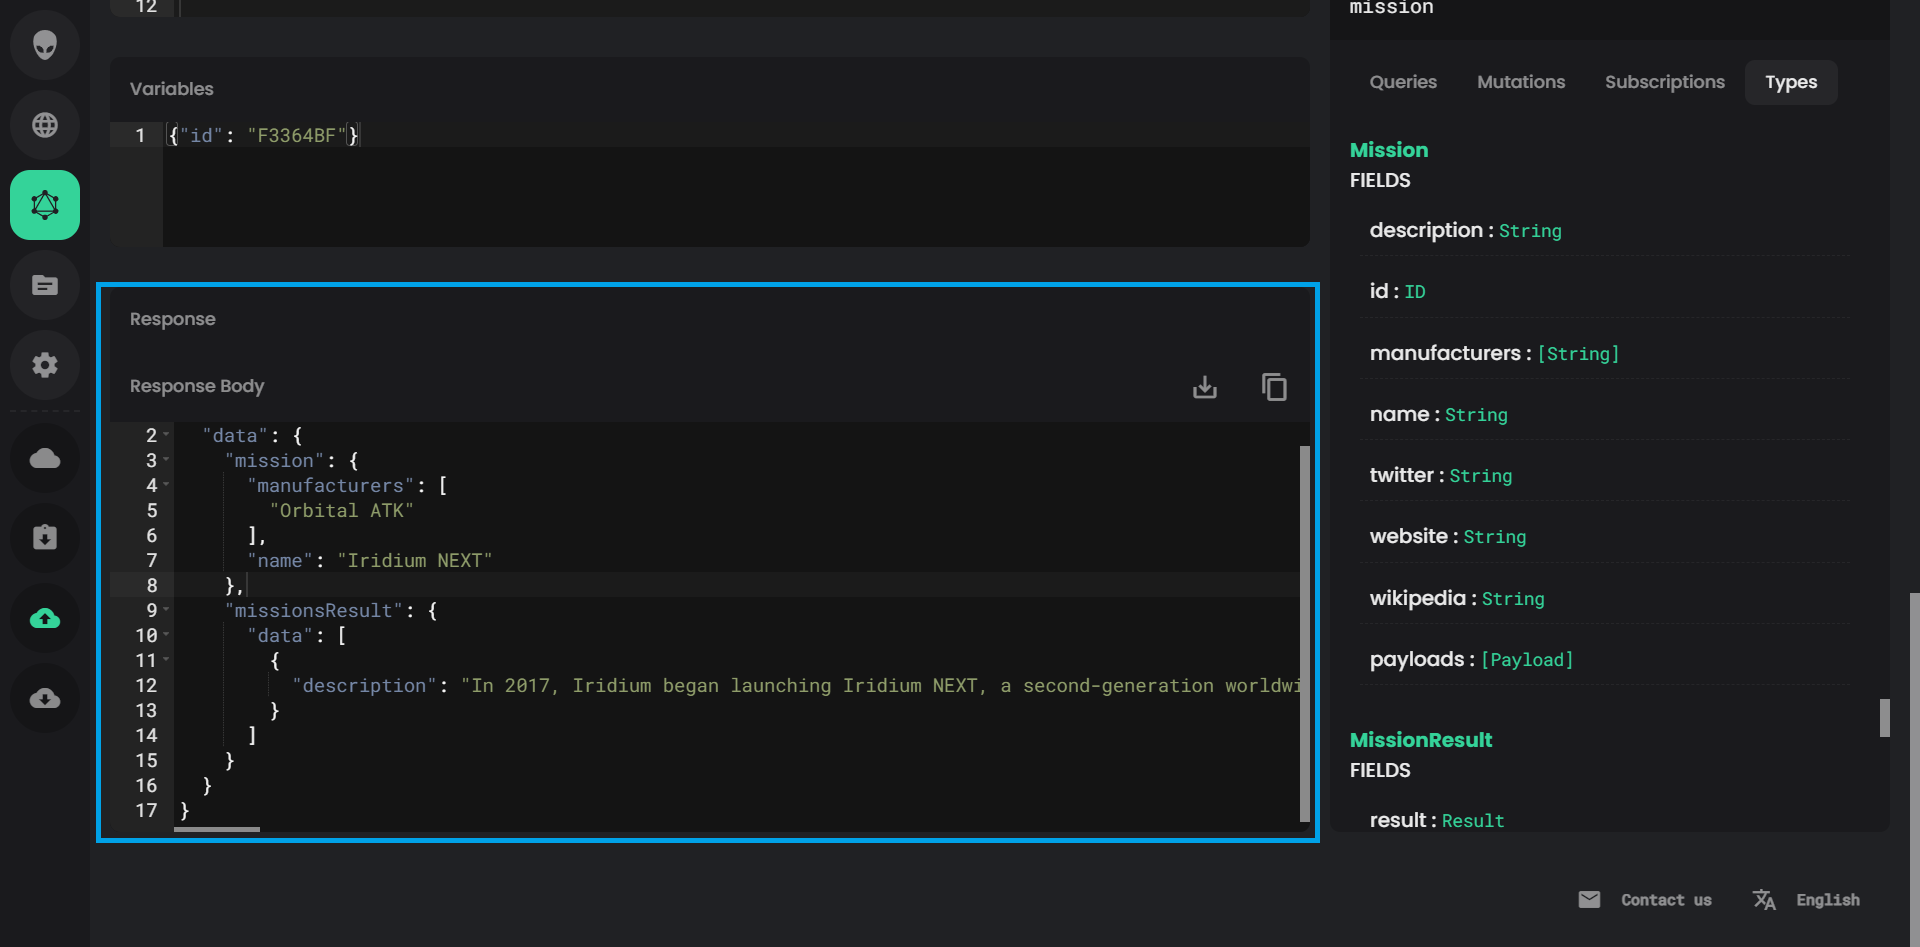 12
Variables
1 {"id": "F3364BF"}
Response
Response Body
2 "data": {
3 "mission": {
4 "manufacturers": [
5 "Orbital ATK"
6 ],
7 "name": "Iridium NEXT"
8 },
9 "missionsResult": {
10 "data": [
11 {
12 "description": "In 2017, Iridium began launching Iridium NEXT, a second-generation worldwi
13 }
14 ]
15 }
16 }
17 }
mission
Queries Mutations Subscriptions Types
Mission
FIELDS
description : String
id : ID
manufacturers : [String]
name : String
twitter : String
website : String
wikipedia : String
payloads : [Payload]
MissionResult
FIELDS
result : Result
Contact us English